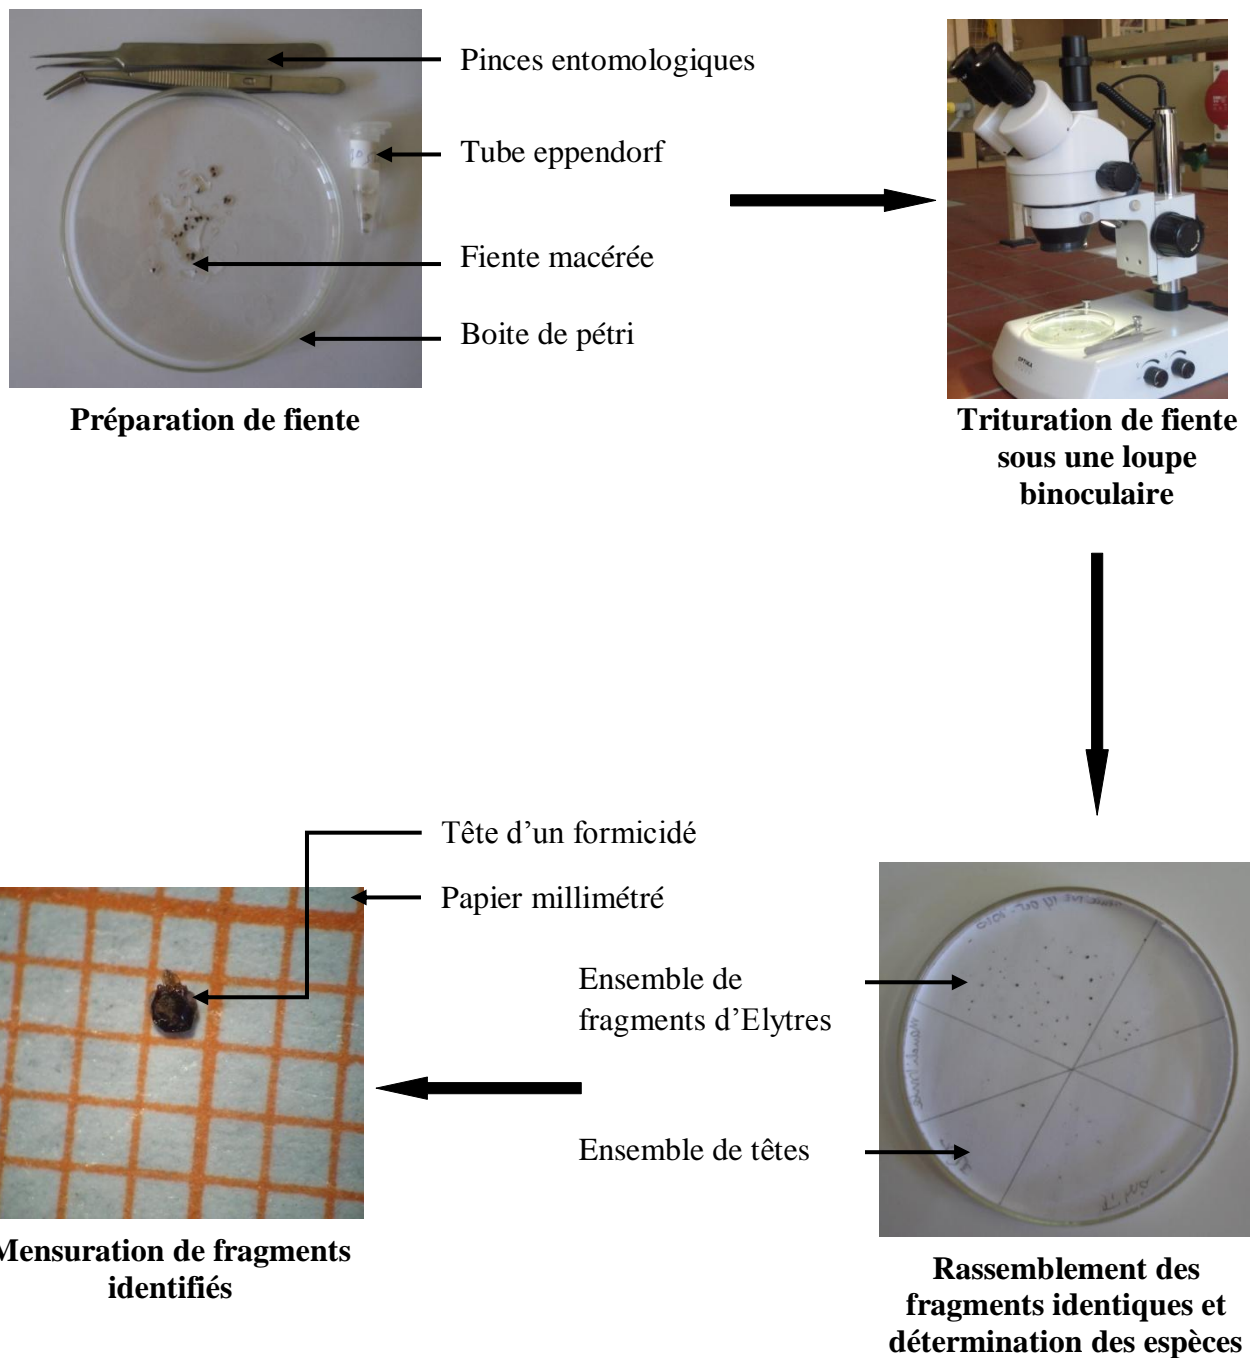 Pinces entomologiques
Tube eppendorf
Fiente macérée
Boite de pétri
Préparation de fiente
OPTIKA
Trituration de fiente
sous une loupe
binoculaire
Tête d’un formicidé
Papier millimétré
Ensemble de
fragments d’Elytres
Ensemble de têtes
Mensuration de fragments
identifiés
Rassemblement des
fragments identiques et
détermination des espèces